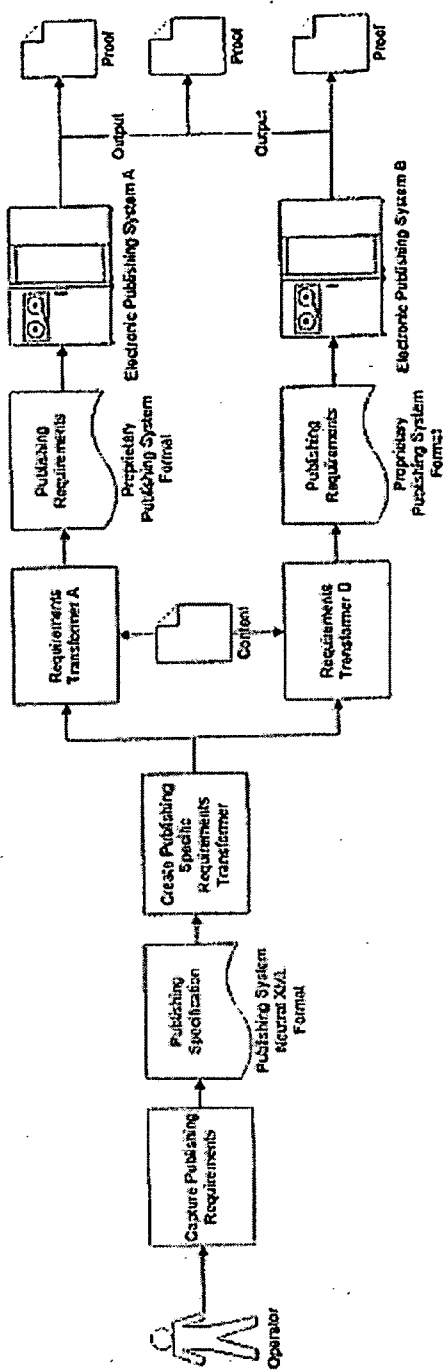 Operator
Capture Publishing
Requirements
Publishing
Specification
Publishing System
Neutral XML
Format
Create Publishing
Specific
Requirements
Transformer
Requirements
Transformer A
Content
Requirements
Transformer B
Publishing
Requirements
Proprietary
Publishing System
Format
Publishing
Requirements
Proprietary
Publishing System
Format
Electronic Publishing System A
Electronic Publishing System B
Output
Output
Proof
Proof
Proof